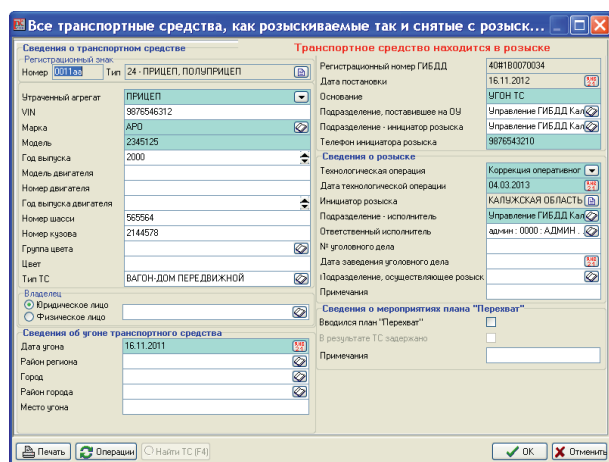 Все транспортные средства, как розыскиваемые так и снятые с розыск...
Сведения о транспортном средстве
Транспортное средство находится в розыске
Регистрационный знак
Номер 0011аа Тип 24 - ПРИЦЕП, ПОЛУПРИЦЕП
Утраченный агрегат ПРИЦЕП
VIN 9876546312
Марка АРО
Модель 2345125
Год выпуска 2000
Модель двигателя
Номер двигателя
Год выпуска двигателя
Номер шасси 565564
Номер кузова 2144578
Группа цвета
Цвет
Тип ТС ВАГОН-ДОМ ПЕРЕДВИЖНОЙ
Владелец
Юридическое лицо
Физическое лицо
Сведения об угоне транспортного средства
Дата угона 16.11.2011
Район региона
Город
Район города
Место угона
Регистрационный номер ГИБДД 40#1В0070034
Дата постановки 16.11.2012
Основание УГОН ТС
Подразделение, поставившее на ОУ Управление ГИБДД Кал
Подразделение - инициатор розыска Управление ГИБДД Кал
Телефон инициатора розыска 9876543210
Сведения о розыске
Технологическая операция Коррекция оперативног
Дата технологической операции 04.03.2013
Инициатор розыска КАЛУЖСКАЯ ОБЛАСТЬ
Подразделение - исполнитель Управление ГИБДД Кал
Ответственный исполнитель админ : 0000 : АДМИН .
№ уголовного дела
Дата заведения уголовного дела
Подразделение, осуществляющее розыск
Примечания
Сведения о мероприятиях плана "Перехват"
Вводился план "Перехват"
В результате ТС задержано
Примечания
Печать Операции Найти ТС (F4) ОК Отменить